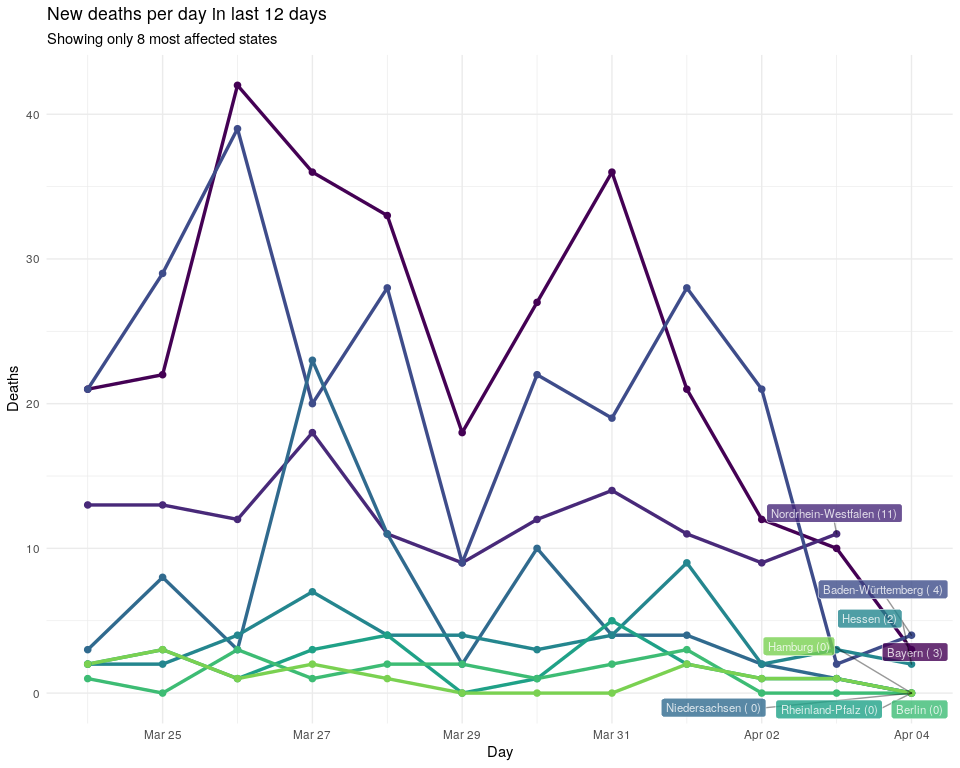 New deaths per day in last 12 days
Showing only 8 most affected states
Deaths
40
30
20
10
0
Nordrhein-Westfalen (11)
Baden-Württemberg ( 4)
Hessen (2)
Hamburg (0)
Bayern ( 3)
Niedersachsen ( 0)
Rheinland-Pfalz (0)
Berlin (0)
Mar 25
Mar 27
Mar 29
Mar 31
Apr 02
Apr 04
Day